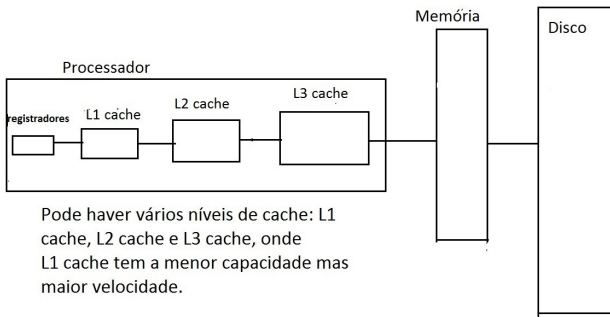 Memória
Disco
Processador
registradores
L1 cache
L2 cache
L3 cache
Pode haver vários níveis de cache: L1
cache, L2 cache e L3 cache, onde
L1 cache tem a menor capacidade mas
maior velocidade.